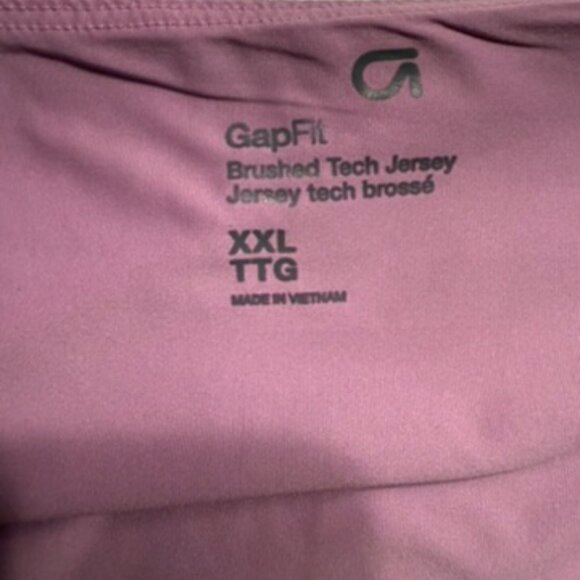 GapFit
Brushed Tech Jersey
Jersey tech brossé
XXL
TTG
MADE IN VIETNAM